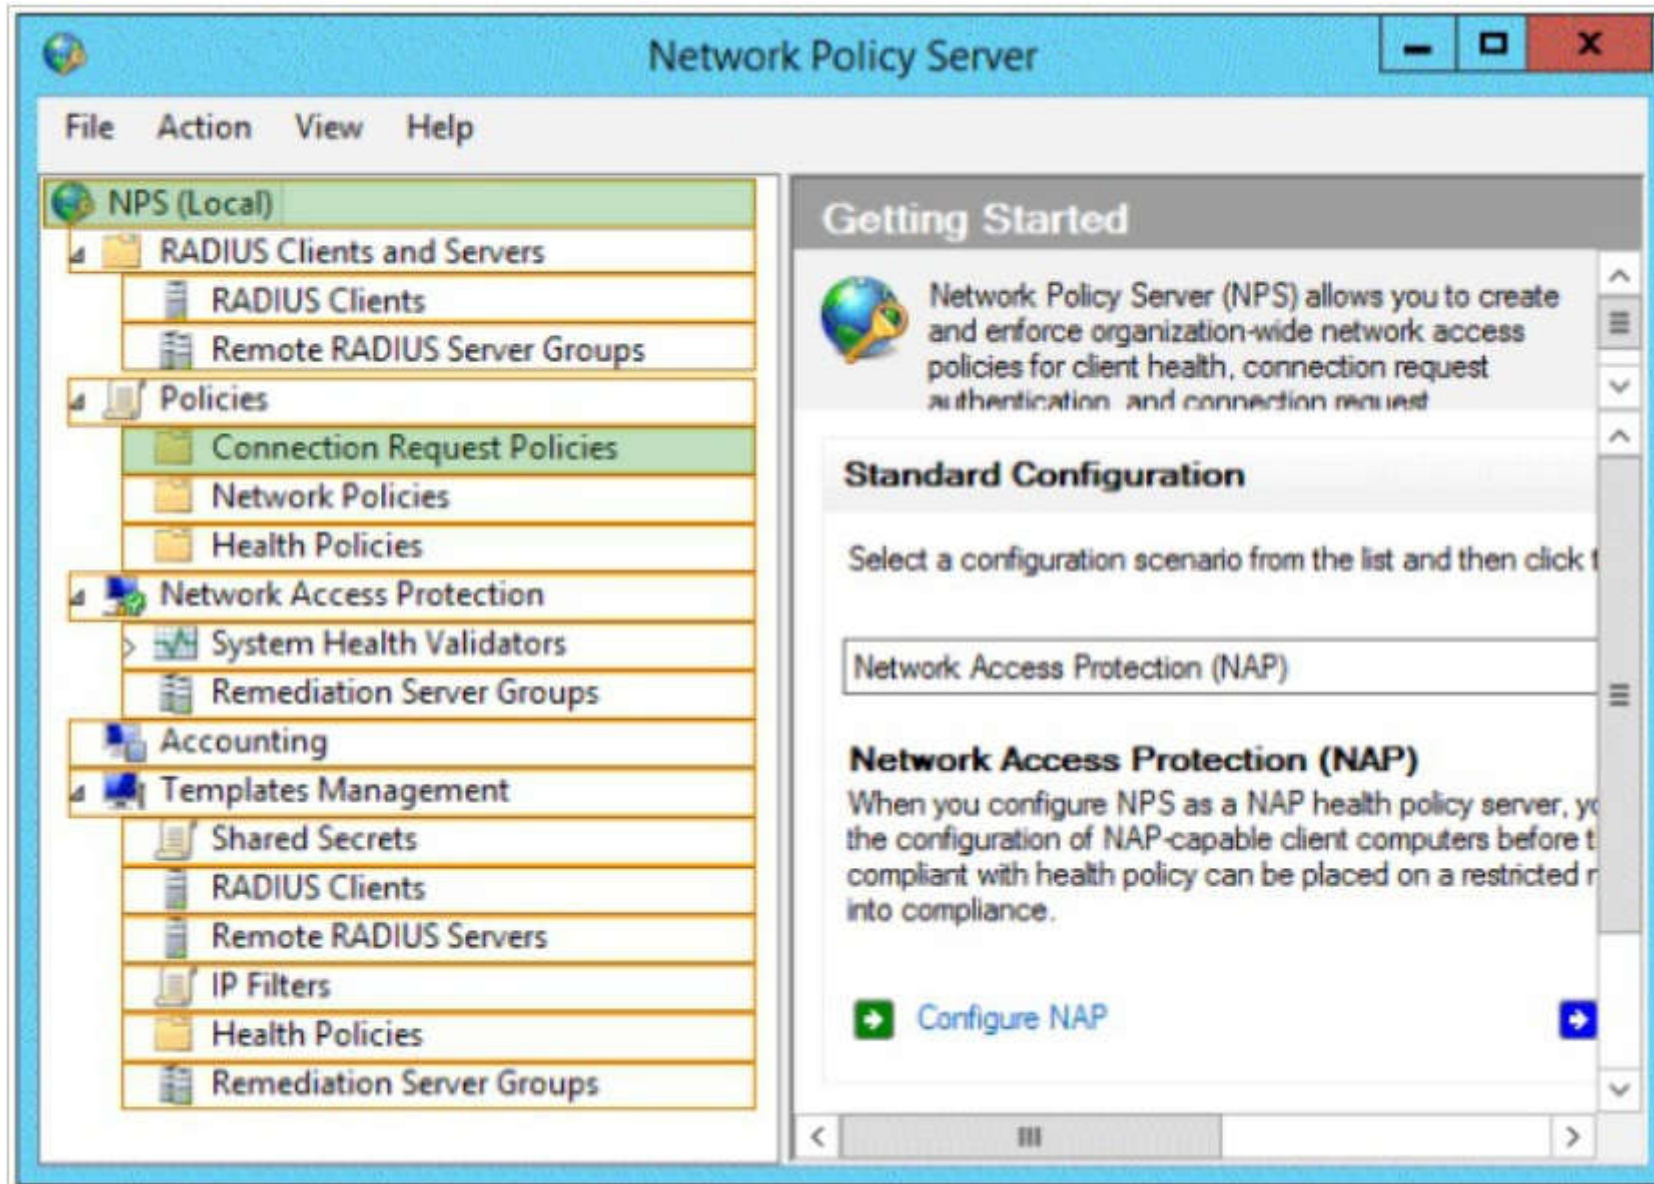 Network Policy Server
File Action View Help
NPS (Local)
RADIUS Clients and Servers
RADIUS Clients
Remote RADIUS Server Groups
Policies
Connection Request Policies
Network Policies
Health Policies
Network Access Protection
System Health Validators
Remediation Server Groups
Accounting
Templates Management
Shared Secrets
RADIUS Clients
Remote RADIUS Servers
IP Filters
Health Policies
Remediation Server Groups
Getting Started
Network Policy Server (NPS) allows you to create
and enforce organization-wide network access
policies for client health, connection request
authentication, and connection request
Standard Configuration
Select a configuration scenario from the list and then click
Network Access Protection (NAP)
Network Access Protection (NAP)
When you configure NPS as a NAP health policy server,
the configuration of NAP-capable client computers before
compliant with health policy can be placed on a restricted
into compliance.
Configure NAP